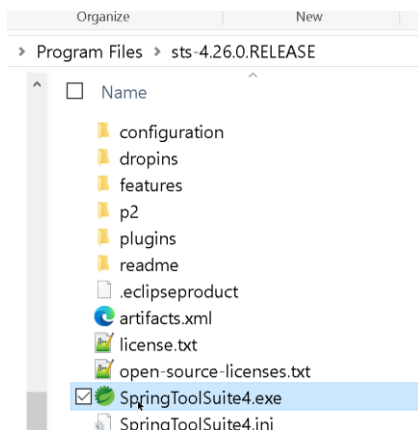 Organize New
Program Files > sts-4.26.0.RELEASE
Name
configuration
dropins
features
p2
plugins
readme
.eclipseproduct
artifacts.xml
license.txt
open-source-licenses.txt
SpringToolSuite4.exe
SpringToolSuite4.ini